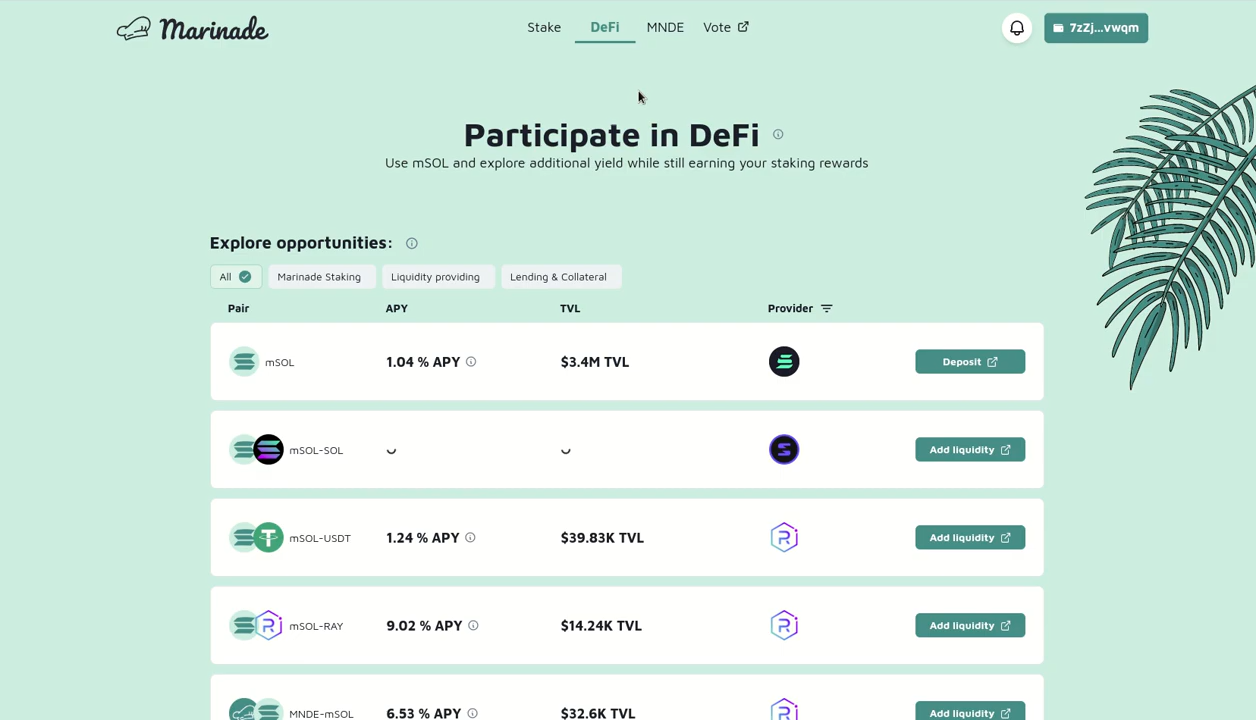 Marinade
Stake
DeFi
MNDE
Vote
7zZj...vwqm
Participate in DeFi
Use mSOL and explore additional yield while still earning your staking rewards
Explore opportunities:
All
Marinade Staking
Liquidity providing
Lending & Collateral
Pair APY TVL Provider
mSOL 1.04 % APY $3.4M TVL Deposit
mSOL-SOL Add liquidity
mSOL-USDT 1.24 % APY $39.83K TVL Add liquidity
mSOL-RAY 9.02 % APY $14.24K TVL Add liquidity
MNDE-mSOL 6.53 % APY $32.6K TVL Add liquidity